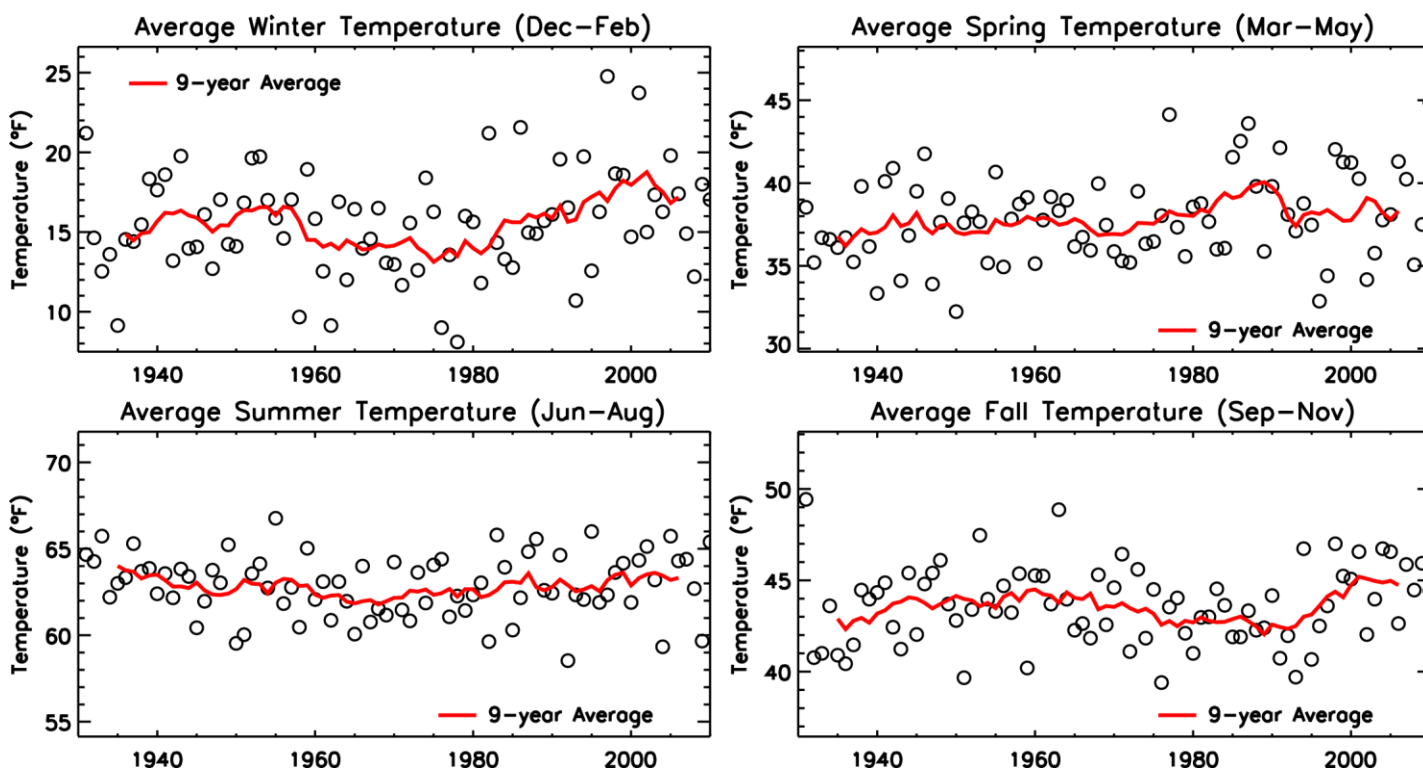 Average Winter Temperature (Dec–Feb)
9–year Average
Temperature (°F)
25
20
15
10
1940 1960 1980 2000
Average Spring Temperature (Mar–May)
Temperature (°F)
45
40
35
30
9–year Average
1940 1960 1980 2000
Average Summer Temperature (Jun–Aug)
Temperature (°F)
70
65
60
55
9–year Average
1940 1960 1980 2000
Average Fall Temperature (Sep–Nov)
Temperature (°F)
50
45
40
9–year Average
1940 1960 1980 2000